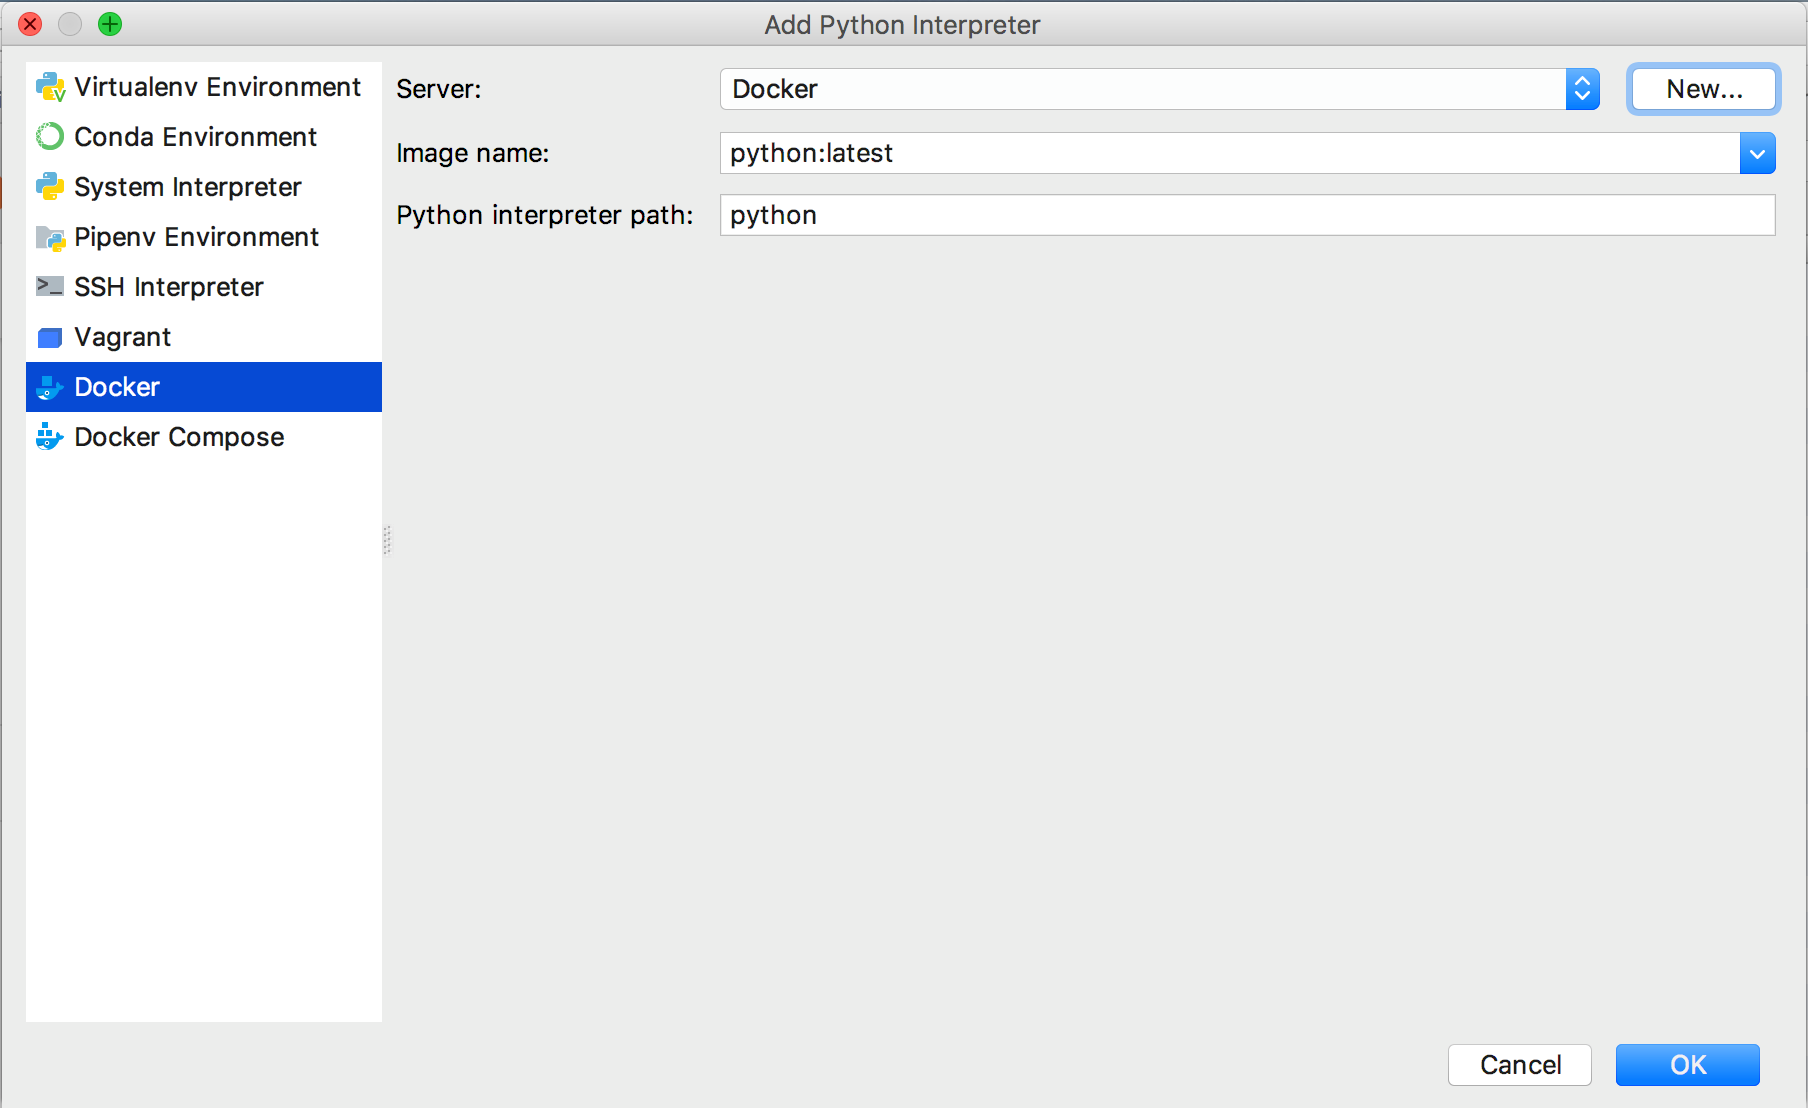 Add Python Interpreter
Virtualenv Environment
Conda Environment
System Interpreter
Pipenv Environment
SSH Interpreter
Vagrant
Docker
Docker Compose
Server: Docker New...
Image name: python:latest
Python interpreter path: python
Cancel OK